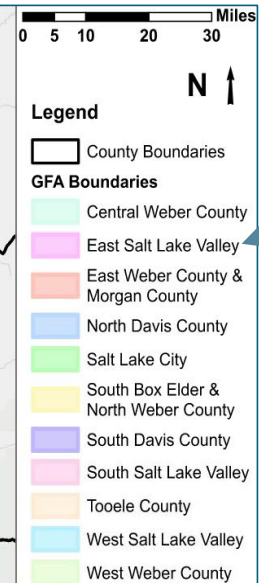 Miles
0 5 10 20 30
N
Legend
County Boundaries
GFA Boundaries
Central Weber County
East Salt Lake Valley
East Weber County &
Morgan County
North Davis County
Salt Lake City
South Box Elder &
North Weber County
South Davis County
South Salt Lake Valley
Tooele County
West Salt Lake Valley
West Weber County